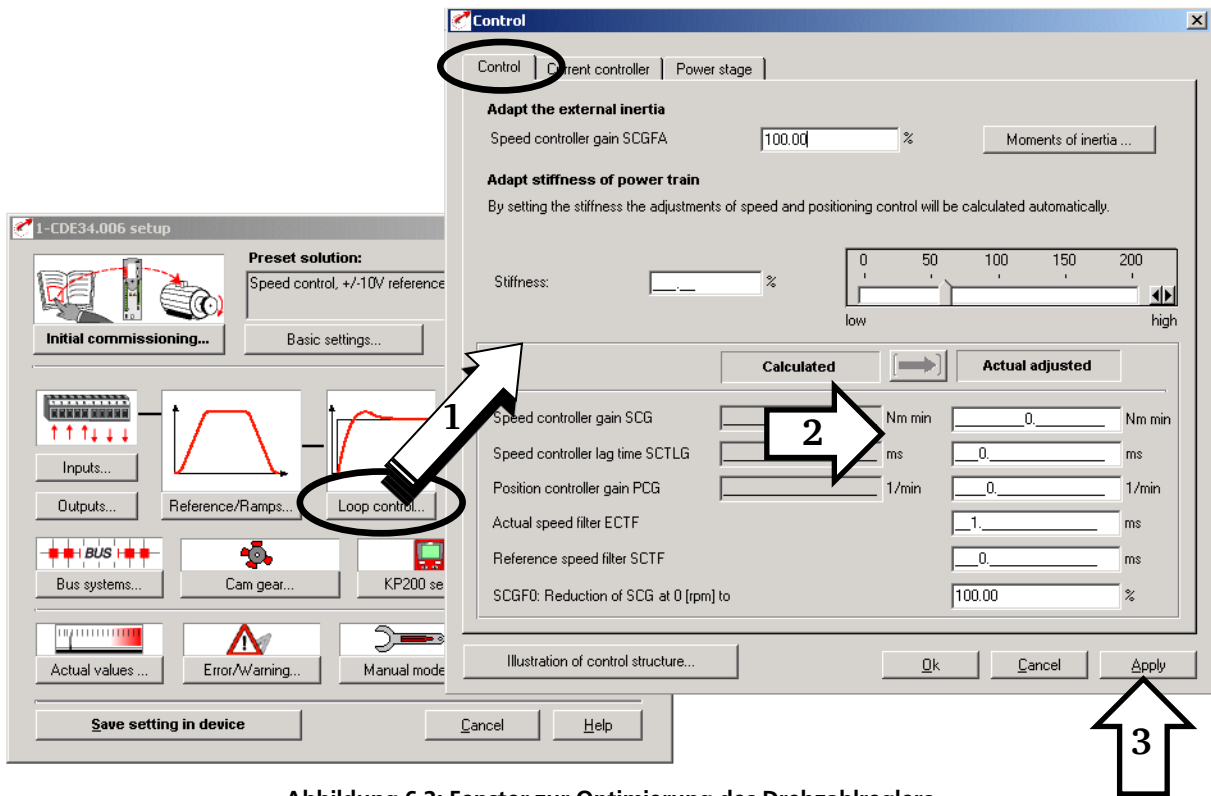 Control
Control
Current controller
Power stage
Adapt the external inertia
Speed controller gain SCGFA 100.00 % Moments of inertia ...
Adapt stiffness of power train
By setting the stiffness the adjustments of speed and positioning control will be calculated automatically.
0 50 100 150 200
Stiffness: __.__ %
low high
Calculated Actual adjusted
Speed controller gain SCG Nm min 0. Nm min
Speed controller lag time SCTLG ms 0. ms
Position controller gain PCG 1/min 0. 1/min
Actual speed filter ECTF 1. ms
Reference speed filter SCTF 0. ms
SCGF0: Reduction of SCG at 0 [rpm] to 100.00 %
Illustration of control structure... Ok Cancel Apply
1-CDE34.006 setup
Preset solution:
Speed control, +/-10V reference
Initial commissioning... Basic settings...
Inputs...
Outputs... Reference/Ramps... Loop control...
BUS
Bus systems... Cam gear... KP200 se
Actual values ... Error/Warning... Manual mode
Save setting in device Cancel Help
1
2
3